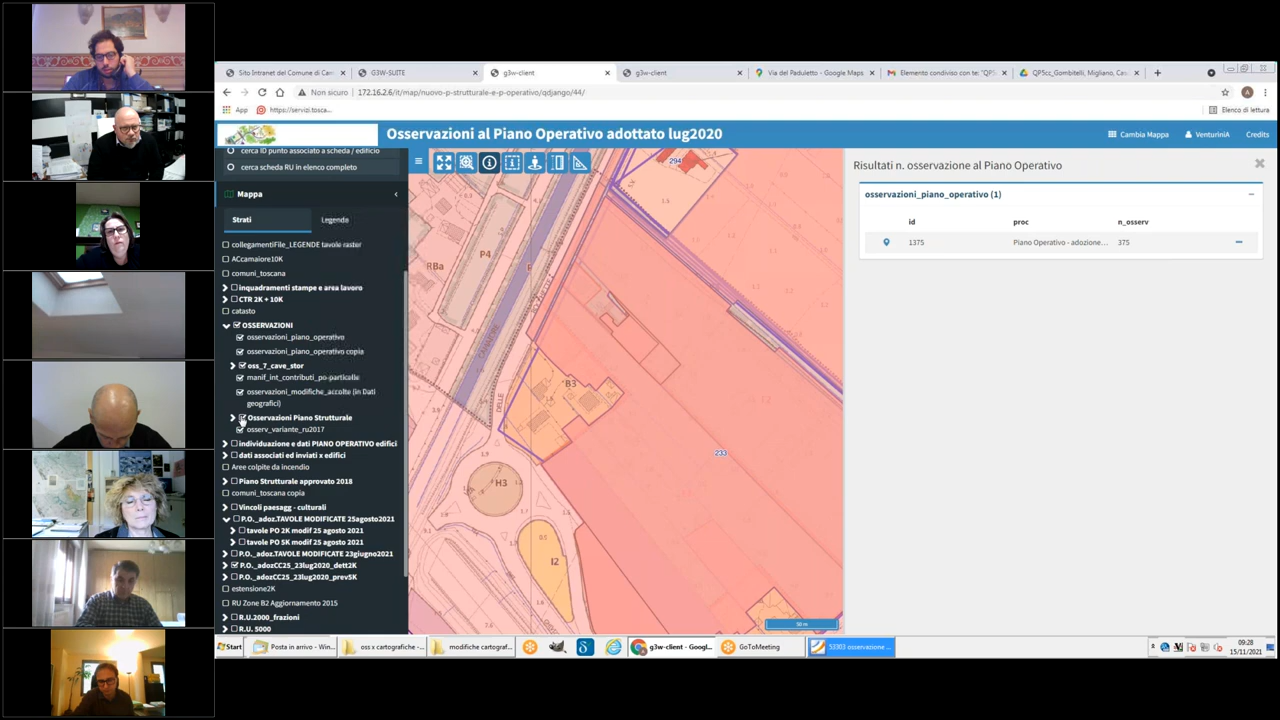 Sito Intranet del Comune di Cam
G3W-SUITE
g3w-client
g3w-client
Via del Paduletto - Google Maps
Elemento condiviso con te: "QP5
QP5cc_Gombitelli, Migliano, Cas
Non sicuro
172.16.2.6/it/map/nuovo-p-strutturale-e-p-operativo/qdjango/44/
App
https://servizi.tosca...
Elenco di lettura
Osservazioni al Piano Operativo adottato lug2020
Cambia Mappa
VenturiniA
Credits
cerca ID punto associato a scheda / edificio
cerca scheda RU in elenco completo
Mappa
Strati
Legenda
collegamentiFile_LEGENDE tavole raster
ACcamaiore10K
comuni_toscana
inquadramenti stampe e area lavoro
CTR 2K + 10K
catasto
OSSERVAZIONI
osservazioni_piano_operativo
osservazioni_piano_operativo copia
oss_7_cave_stor
manif_int_contributi_po-particelle
osservazioni_modifiche_accolte (in Dati
geografici)
Osservazioni Piano Strutturale
osserv_variante_ru2017
individuazione e dati PIANO OPERATIVO edifici
dati associati ed inviati x edifici
Aree colpite da incendio
Piano Strutturale approvato 2018
comuni_toscana copia
Vincoli paesagg - culturali
P.O._adoz.TAVOLE MODIFICATE 25agosto2021
tavole PO 2K modif 25 agosto 2021
tavole PO 5K modif 25 agosto 2021
P.O._adoz.TAVOLE MODIFICATE 23giugno2021
P.O._adozCC25_23lug2020_dett2K
P.O._adozCC25_23lug2020_prev5K
estensione2K
RU Zone B2 Aggiornamento 2015
R.U.2000_frazioni
R.U. 5000
294
RBa
P4
B3
DELLE
233
H3
I2
50 m
Risultati n. osservazione al Piano Operativo
osservazioni_piano_operativo (1)
id
proc
n_osserv
1375
Piano Operativo - adozione...
375
Start
Posta in arrivo - Win...
oss x cartografiche -...
modifiche cartograf...
g3w-client - Googl...
GoToMeeting
53303 osservazione ...
09:28
15/11/2021